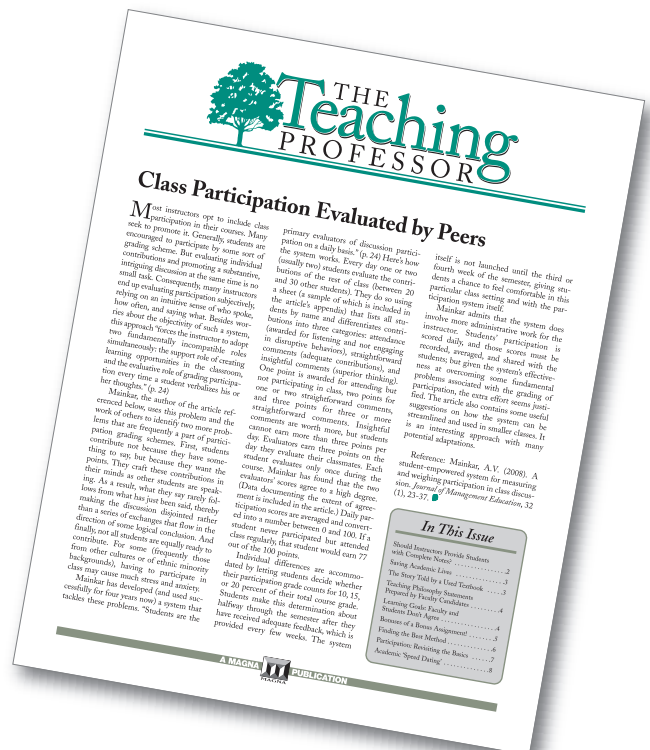 THE
Teaching
PROFESSOR
Class Participation Evaluated by Peers
Most instructors opt to include class
participation in their courses. Many
seek to promote it. Generally, students are
encouraged to participate by some sort of
grading scheme. But evaluating individual
contributions and promoting a substantive,
intriguing discussion at the same time is no
small task. Consequently, many instructors
end up evaluating participation subjectively,
relying on an intuitive sense of who spoke,
how often, and saying what. Besides wor-
ries about the objectivity of such a system,
this approach "forces the instructor to adopt
two fundamentally incompatible roles
simultaneously: the support role of creating
learning opportunities in the classroom,
and the evaluative role of grading participa-
tion every time a student verbalizes his or
her thoughts." (p. 24)
Mainkar, the author of the article ref-
erenced below, uses this problem and the
work of others to identify two more prob-
lems that are frequently a part of partici-
pation grading schemes. First, students
contribute not because they have some-
thing to say, but because they want the
points. They craft these contributions in
their minds as other students are speak-
ing. As a result, what they say rarely fol-
lows from what has just been said, thereby
making the discussion disjointed rather
than a series of exchanges that flow in the
direction of some logical conclusion. And
finally, not all students are equally ready to
contribute. For some (frequently those
from other cultures or of ethnic minority
backgrounds), having to participate in
class may cause much stress and anxiety.
Mainkar has developed (and used suc-
cessfully for four years now) a system that
tackles these problems. "Students are the
primary evaluators of discussion partici-
pation on a daily basis." (p. 24) Here's how
the system works. Every day one or two
(usually two) students evaluate the contri-
butions of the rest of class (between 20
and 30 other students). They do so using
a sheet (a sample of which is included in
the article's appendix) that lists all stu-
dents by name and differentiates contri-
butions into three categories: attendance
(awarded for listening and not engaging
in disruptive behaviors), straightforward
comments (adequate contributions), and
insightful comments (superior thinking).
One point is awarded for attending but
not participating in class, two points for
one or two straightforward comments,
and three points for three or more
straightforward comments. Insightful
comments are worth more, but students
cannot earn more than three points per
day. Evaluators earn three points on the
day they evaluate their classmates. Each
student evaluates only once during the
course. Mainkar has found that the two
evaluators' scores agree to a high degree.
(Data documenting the extent of agree-
ment is included in the article.) Daily par-
ticipation scores are averaged and convert-
ed into a number between 0 and 100. If a
student never participated but attended
class regularly, that student would earn 77
out of the 100 points.
Individual differences are accommo-
dated by letting students decide whether
their participation grade counts for 10, 15,
or 20 percent of their total course grade.
Students make this determination about
halfway through the semester after they
have received adequate feedback, which is
provided every few weeks. The system
itself is not launched until the third or
fourth week of the semester, giving stu-
dents a chance to feel comfortable in this
particular class setting and with the par-
ticipation system itself.
Mainkar admits that the system does
involve more administrative work for the
instructor. Students' participation is
scored daily, and those scores must be
recorded, averaged, and shared with the
students; but given the system's effective-
ness at overcoming some fundamental
problems associated with the grading of
participation, the extra effort seems justi-
fied. The article also contains some useful
suggestions on how the system can be
streamlined and used in smaller classes. It
is an interesting approach with many
potential adaptations.
Reference: Mainkar, A.V. (2008). A
student-empowered system for measuring
and weighing participation in class discus-
sion. Journal of Management Education, 32
(1), 23-37.
In This Issue
Should Instructors Provide Students
with Complete Notes? . . . . . . . . . . . . . .2
Saving Academic Lives . . . . . . . . . . . . . .3
The Story Told by a Used Textbook . . . . .3
Teaching Philosophy Statements
Prepared by Faculty Candidates . . . . . . . .4
Learning Goals: Faculty and
Students Don't Agree . . . . . . . . . . . . . .4
Bonuses of a Bonus Assignment! . . . . . . .5
Finding the Best Method . . . . . . . . . . . .6
Participation: Revisiting the Basics . . . . . .7
Academic 'Speed Dating' . . . . . . . . . . . .8
A MAGNA PUBLICATION
MAGNA